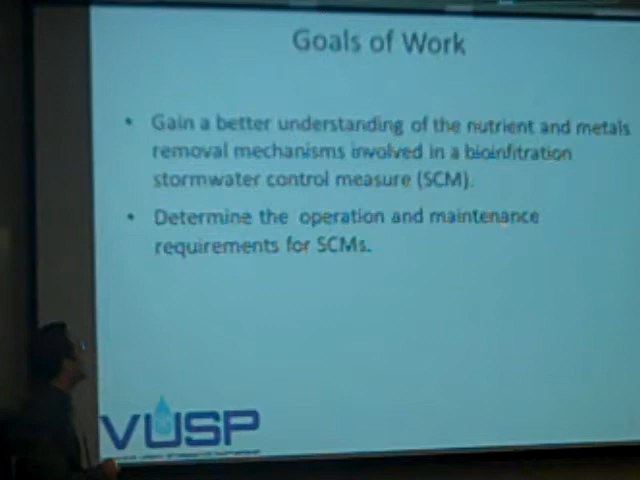 Goals of Work
• Gain a better understanding of the nutrient and metals
removal mechanisms involved in a bioinfitration
stormwater control measure (SCM).
• Determine the operation and maintenance
requirements for SCMs.
VUSP